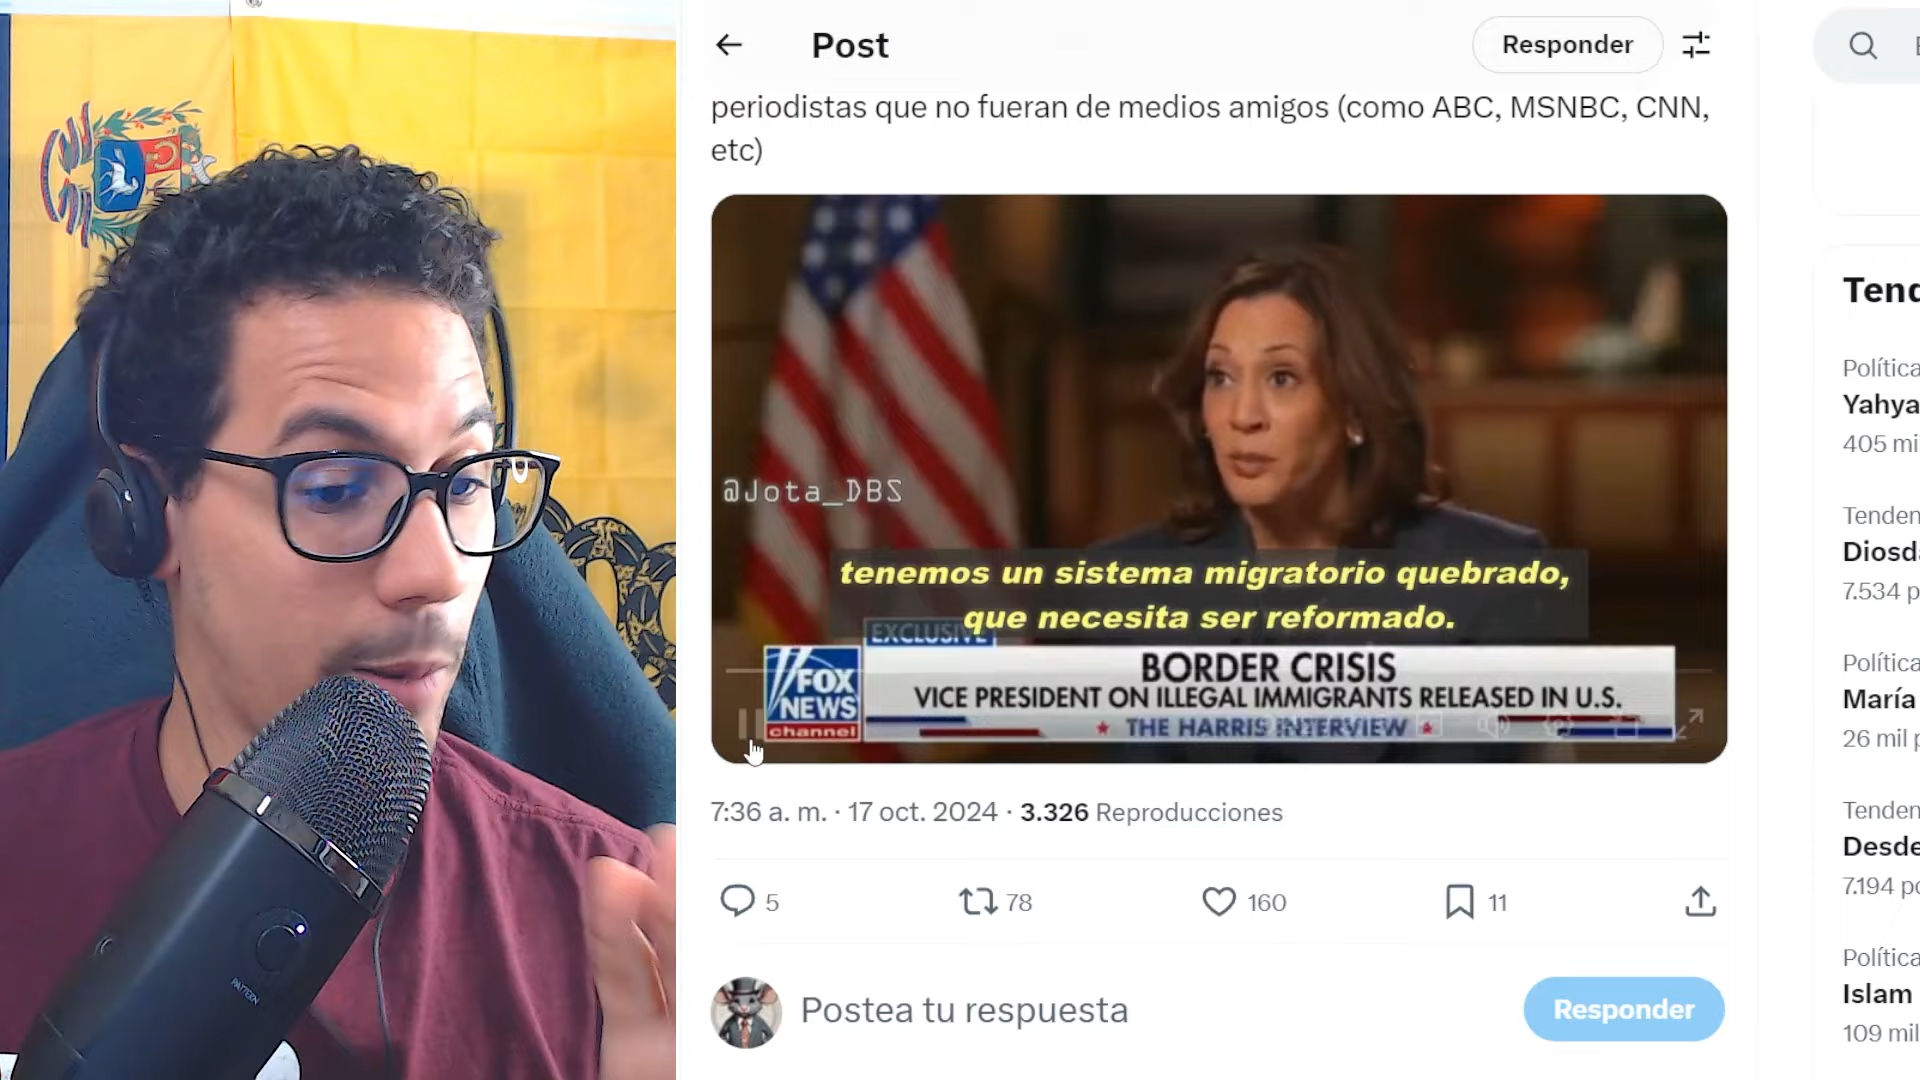 Post
Responder
periodistas que no fueran de medios amigos (como ABC, MSNBC, CNN,
etc)
@Jota_DBS
tenemos un sistema migratorio quebrado,
que necesita ser reformado.
EXCLUSIVE
FOX
NEWS
channel
BORDER CRISIS
VICE PRESIDENT ON ILLEGAL IMMIGRANTS RELEASED IN U.S.
THE HARRIS INTERVIEW
7:36 a. m. · 17 oct. 2024 · 3.326 Reproducciones
5
78
160
11
Postea tu respuesta
Responder
PATTERN
Tend
Política
Yahya
405 mi
Tenden
Diosda
7.534 p
Política
María
26 mil p
Tenden
Desde
7.194 po
Política
Islam
109 mil